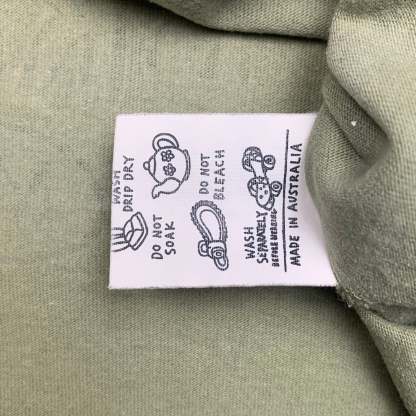 WASH
DRIP DRY
DO NOT
SOAK
DO NOT
BLEACH
WASH
SEPARATELY
BEFORE WEARING
MADE IN AUSTRALIA